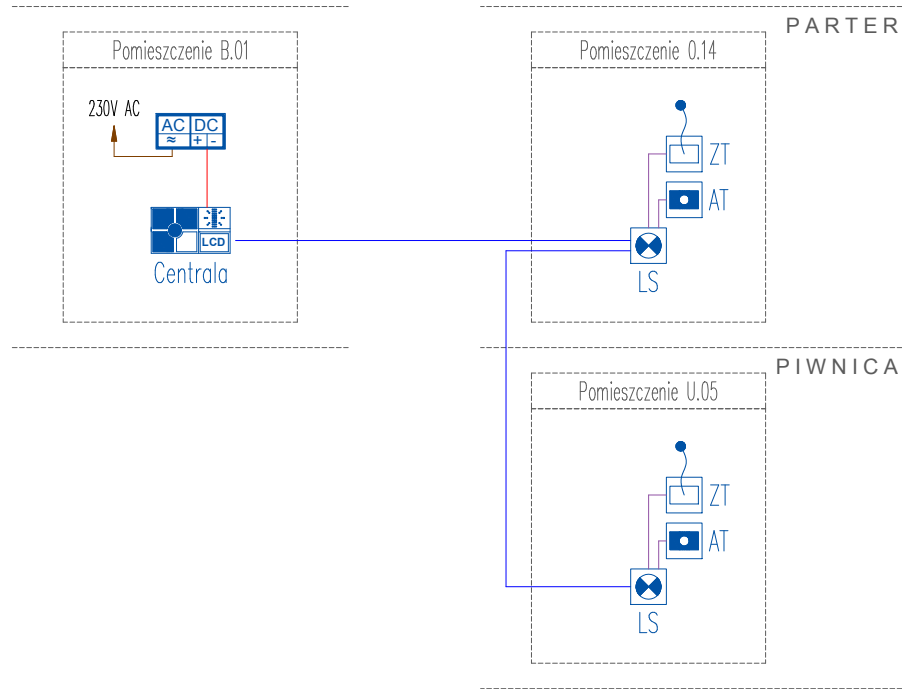 PARTER
Pomieszczenie B.01
230V AC
AC DC
≈ + -
LCD
Centrala
Pomieszczenie 0.14
ZT
AT
LS
PIWNICA
Pomieszczenie U.05
ZT
AT
LS